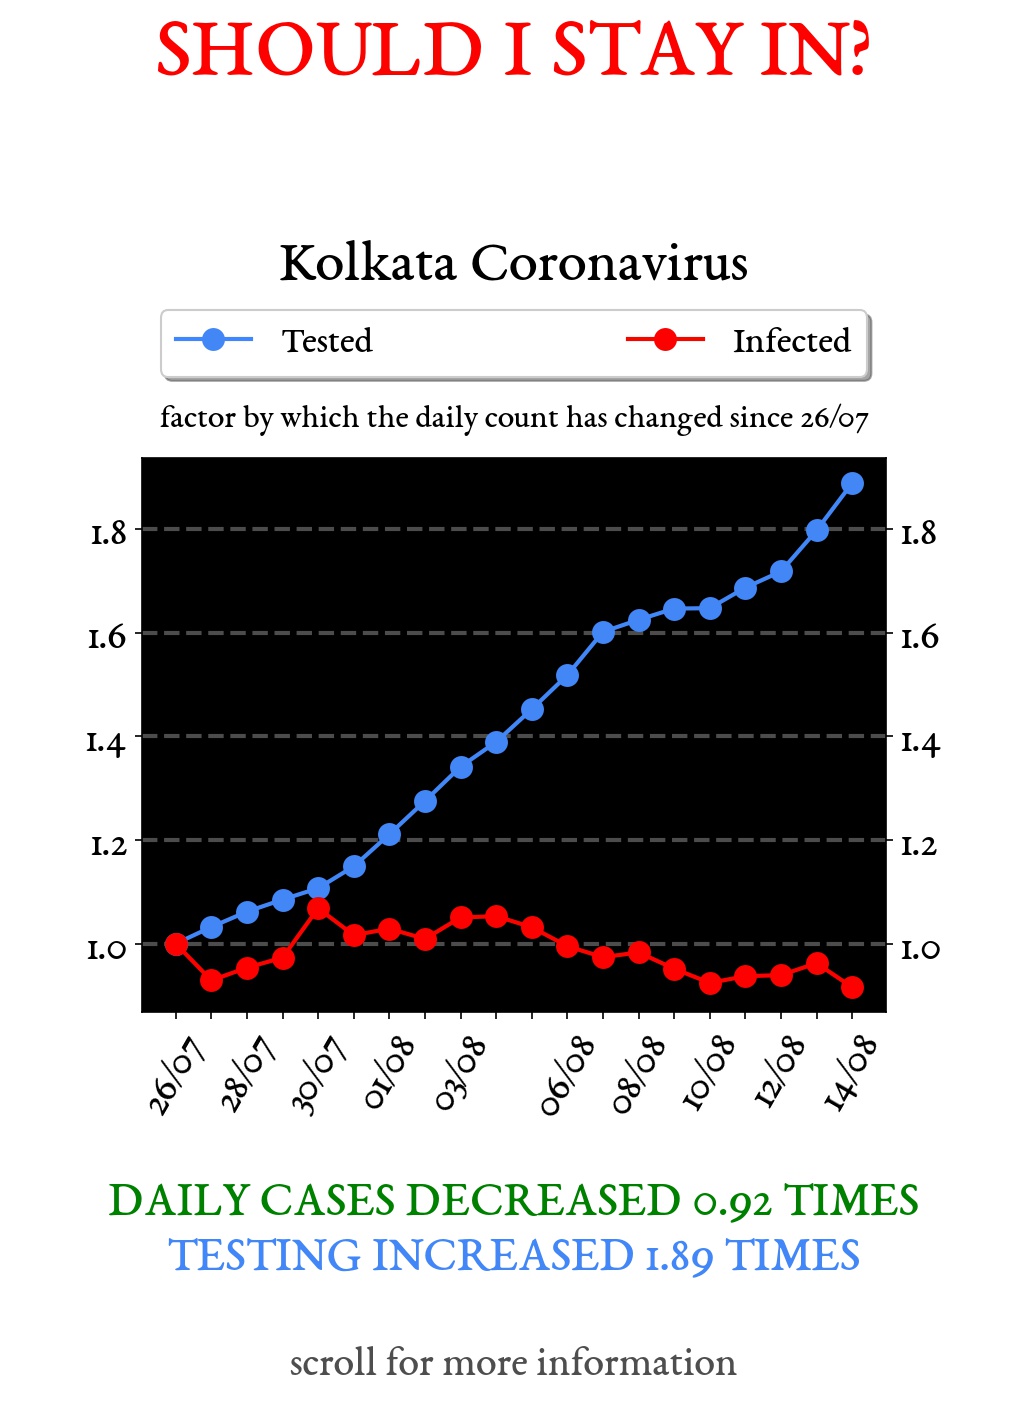 SHOULD I STAY IN?
Kolkata Coronavirus
Tested Infected
factor by which the daily count has changed since 26/07
1.8 1.8
1.6 1.6
1.4 1.4
1.2 1.2
1.0 1.0
26/07 28/07 30/07 01/08 03/08 06/08 08/08 10/08 12/08 14/08
DAILY CASES DECREASED 0.92 TIMES
TESTING INCREASED 1.89 TIMES
scroll for more information